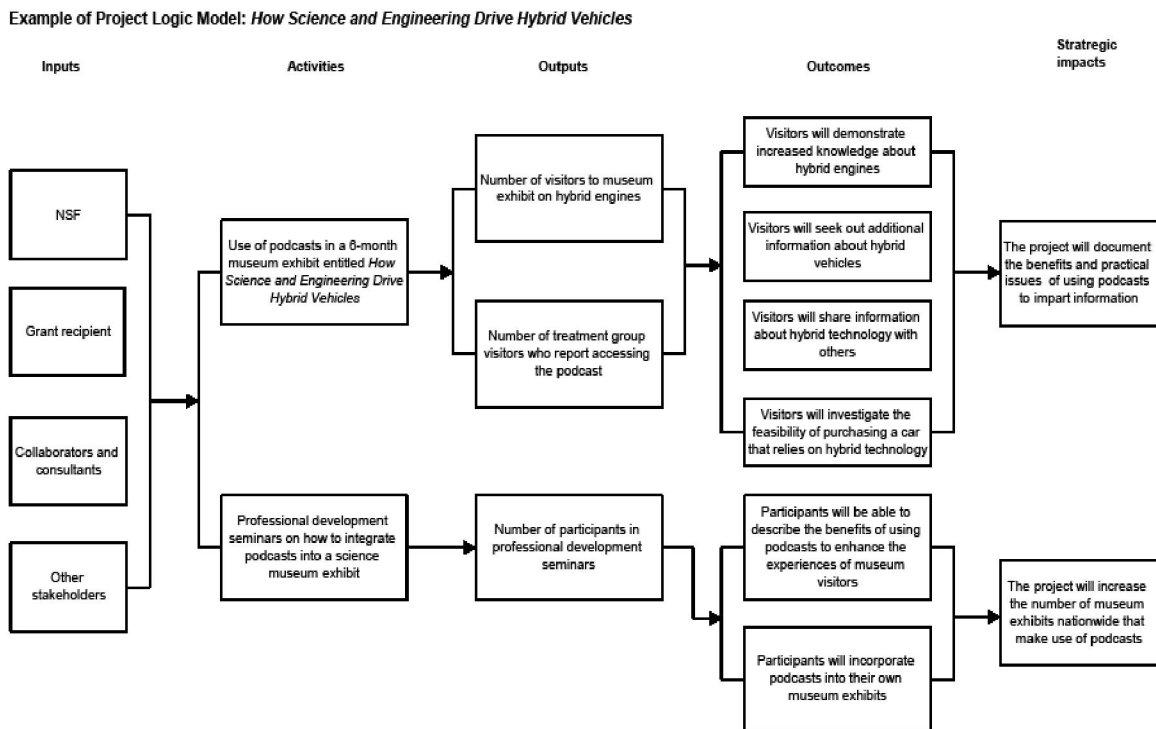 Example of Project Logic Model: How Science and Engineering Drive Hybrid Vehicles
Inputs
Activities
Outputs
Outcomes
Stratregic
impacts
NSF
Grant recipient
Collaborators and
consultants
Other
stakeholders
Use of podcasts in a 6-month
museum exhibit entitled How
Science and Engineering Drive
Hybrid Vehicles
Professional development
seminars on how to integrate
podcasts into a science
museum exhibit
Number of visitors to museum
exhibit on hybrid engines
Number of treatment group
visitors who report accessing
the podcast
Number of participants in
professional development
seminars
Visitors will demonstrate
increased knowledge about
hybrid engines
Visitors will seek out additional
information about hybrid
vehicles
Visitors will share information
about hybrid technology with
others
Visitors will investigate the
feasibility of purchasing a car
that relies on hybrid technology
Participants will be able to
describe the benefits of using
podcasts to enhance the
experiences of museum
visitors
Participants will incorporate
podcasts into their own
museum exhibits
The project will document
the benefits and practical
issues of using podcasts
to impart information
The project will increase
the number of museum
exhibits nationwide that
make use of podcasts